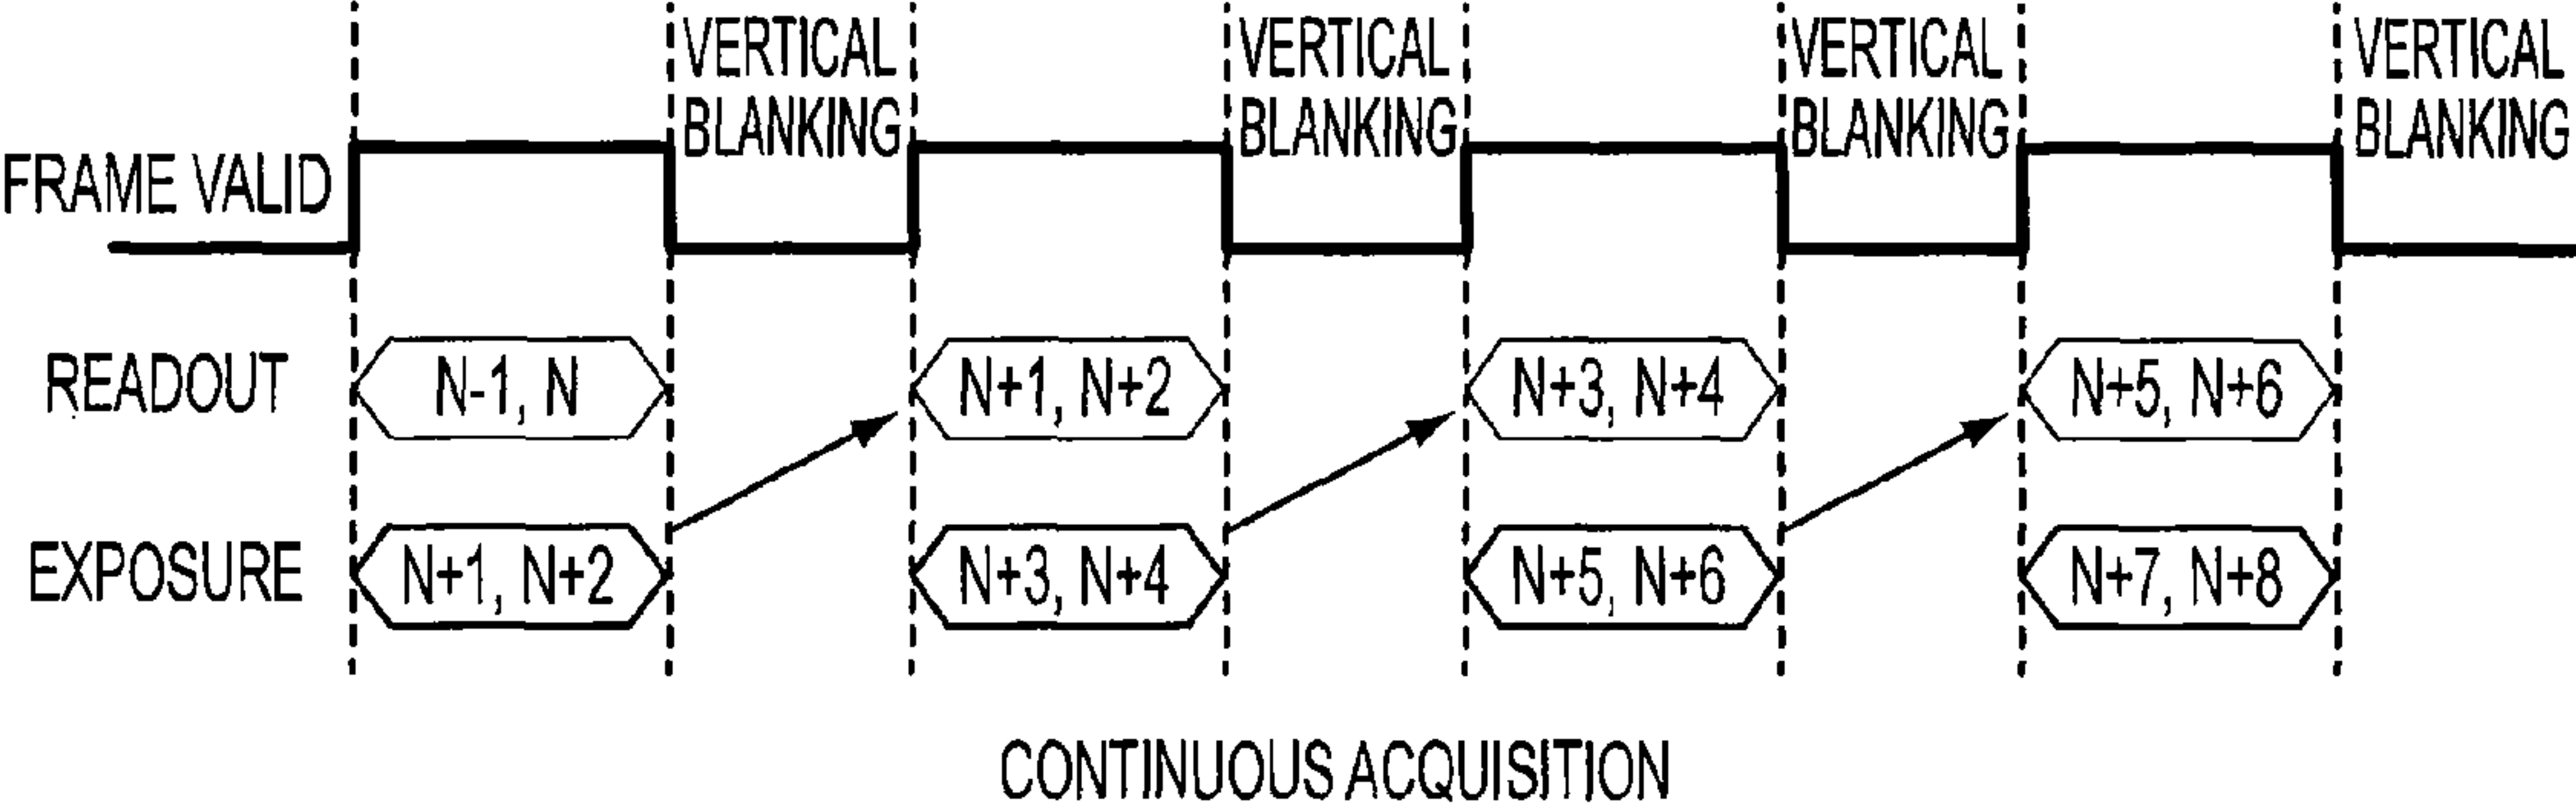 VERTICAL BLANKING
VERTICAL BLANKING
VERTICAL BLANKING
VERTICAL BLANKING
FRAME VALID
READOUT
N-1, N
N+1, N+2
N+3, N+4
N+5, N+6
EXPOSURE
N+1, N+2
N+3, N+4
N+5, N+6
N+7, N+8
CONTINUOUS ACQUISITION